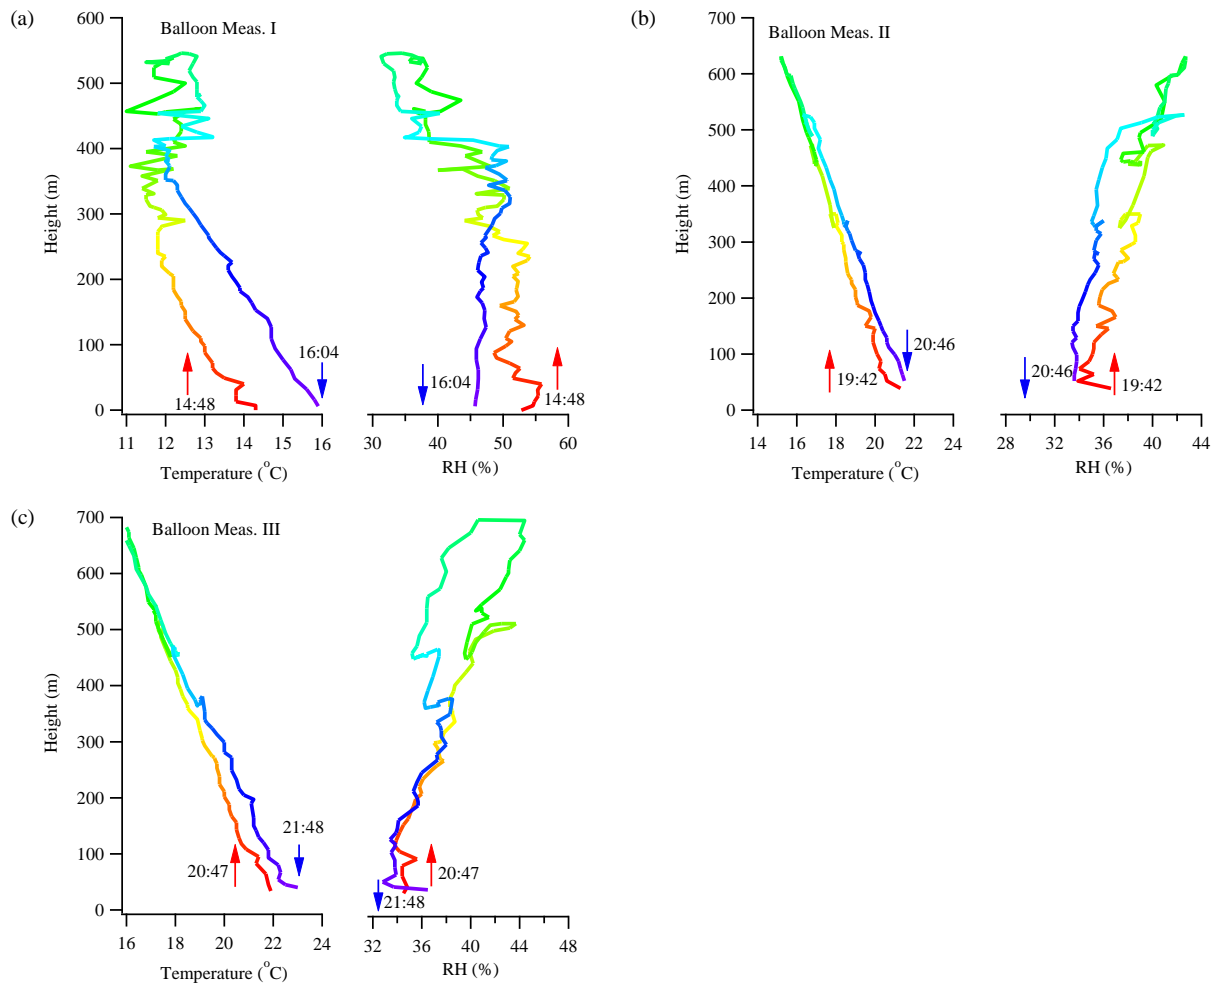 (a)
Balloon Meas. I
600
500
400
300
200
100
0
Height (m)
11 12 13 14 15 16
Temperature (°C)
14:48
16:04
30 40 50 60
RH (%)
16:04
14:48
(b)
Balloon Meas. II
700
600
500
400
300
200
100
0
Height (m)
14 16 18 20 22 24
Temperature (°C)
19:42
20:46
28 32 36 40 44
RH (%)
20:46
19:42
(c)
Balloon Meas. III
700
600
500
400
300
200
100
0
Height (m)
16 18 20 22 24
Temperature (°C)
20:47
21:48
32 36 40 44 48
RH (%)
20:47
21:48